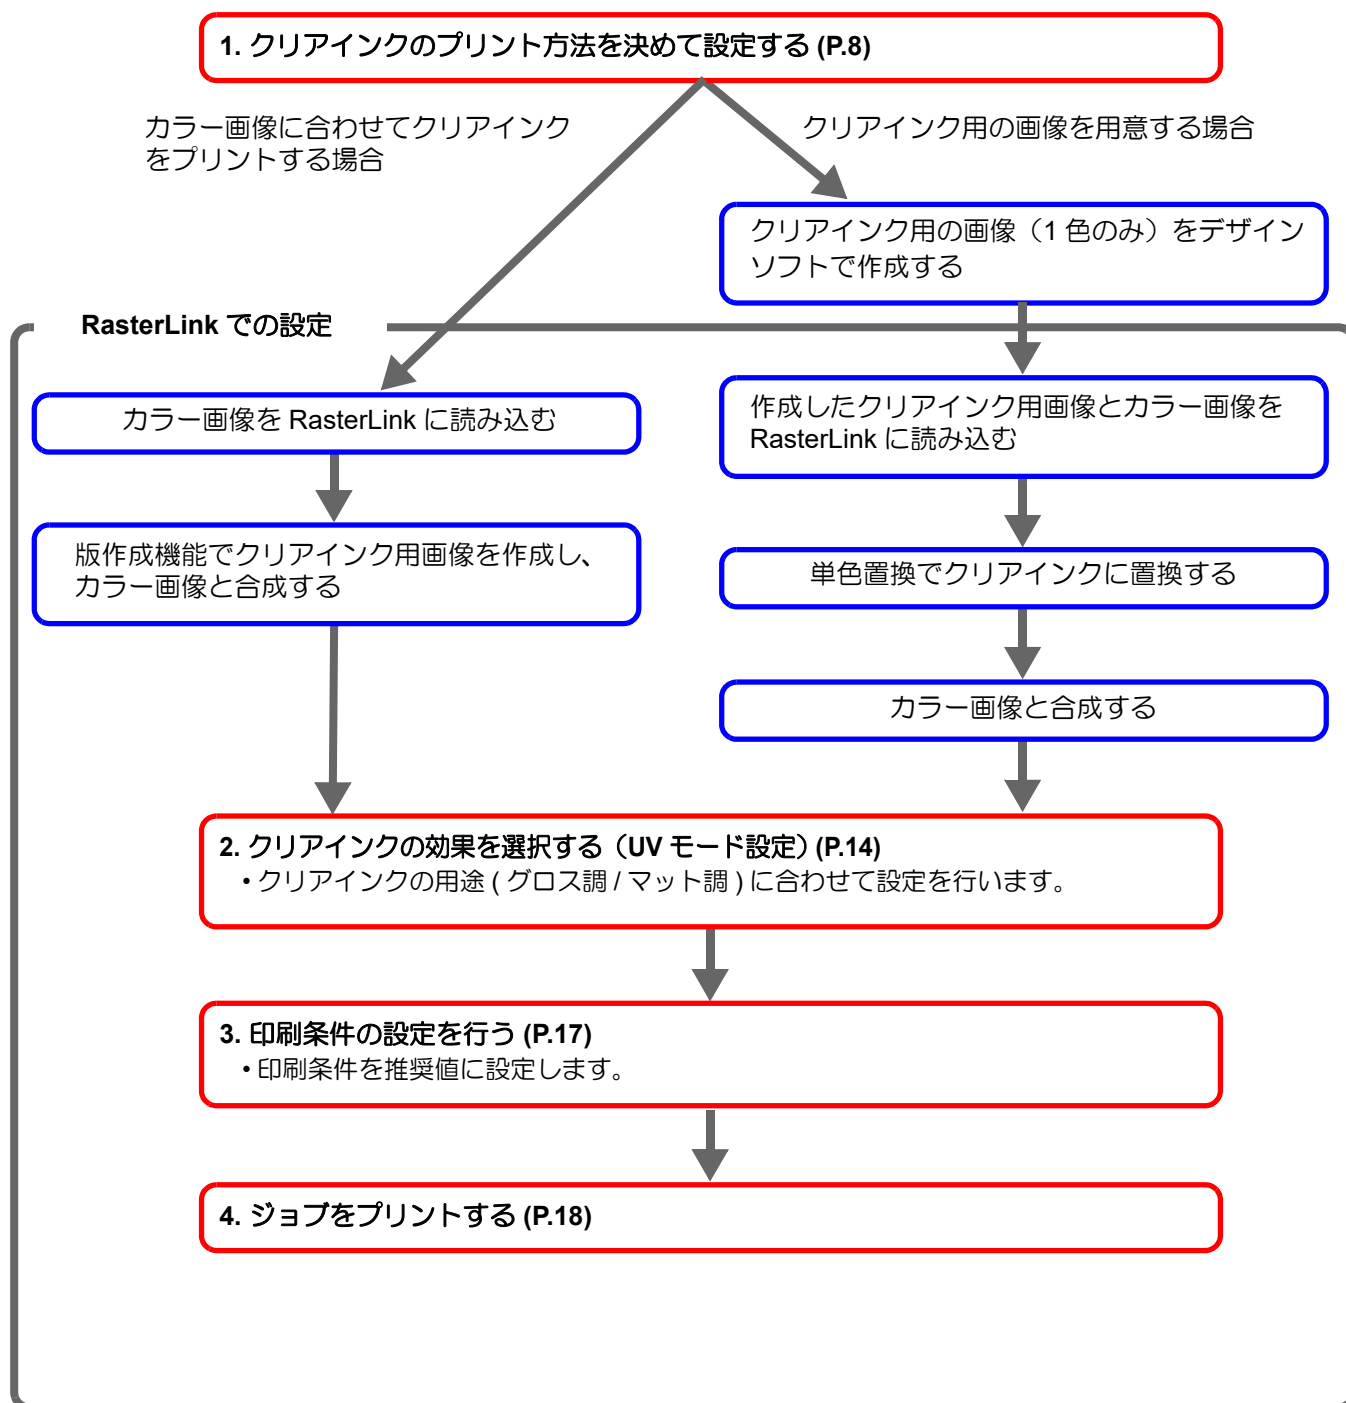 1. クリアインクのプリント方法を決めて設定する (P.8)
カラー画像に合わせてクリアインク
をプリントする場合
クリアインク用の画像を用意する場合
クリアインク用の画像（1 色のみ）をデザイン
ソフトで作成する
RasterLink での設定
カラー画像を RasterLink に読み込む
版作成機能でクリアインク用画像を作成し、
カラー画像と合成する
作成したクリアインク用画像とカラー画像を
RasterLink に読み込む
単色置換でクリアインクに置換する
カラー画像と合成する
2. クリアインクの効果を選択する（UV モード設定）(P.14)
• クリアインクの用途 ( グロス調 / マット調 ) に合わせて設定を行います。
3. 印刷条件の設定を行う (P.17)
• 印刷条件を推奨値に設定します。
4. ジョブをプリントする (P.18)